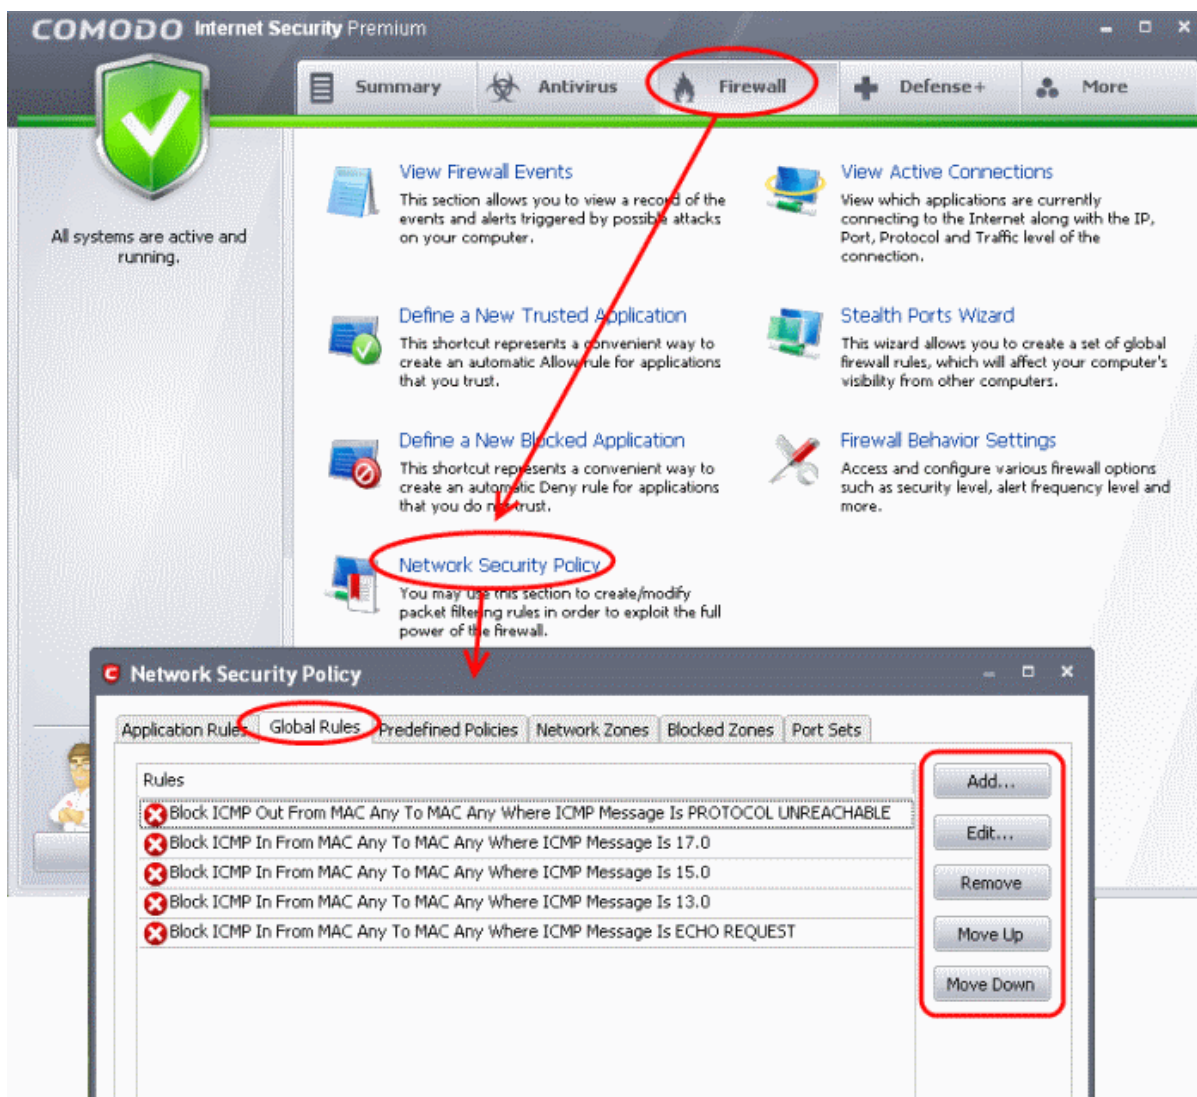 COMODO Internet Security Premium
Summary
Antivirus
Firewall
Defense+
More
All systems are active and
running.
View Firewall Events
This section allows you to view a record of the
events and alerts triggered by possible attacks
on your computer.
View Active Connections
View which applications are currently
connecting to the Internet along with the IP,
Port, Protocol and Traffic level of the
connection.
Define a New Trusted Application
This shortcut represents a convenient way to
create an automatic Allow rule for applications
that you trust.
Stealth Ports Wizard
This wizard allows you to create a set of global
firewall rules, which will affect your computer's
visibility from other computers.
Define a New Blocked Application
This shortcut represents a convenient way to
create an automatic Deny rule for applications
that you do not trust.
Firewall Behavior Settings
Access and configure various firewall options
such as security level, alert frequency level and
more.
Network Security Policy
You may use this section to create/modify
packet filtering rules in order to exploit the full
power of the firewall.
Network Security Policy
Application Rules
Global Rules
Predefined Policies
Network Zones
Blocked Zones
Port Sets
Rules
Block ICMP Out From MAC Any To MAC Any Where ICMP Message Is PROTOCOL UNREACHABLE
Block ICMP In From MAC Any To MAC Any Where ICMP Message Is 17.0
Block ICMP In From MAC Any To MAC Any Where ICMP Message Is 15.0
Block ICMP In From MAC Any To MAC Any Where ICMP Message Is 13.0
Block ICMP In From MAC Any To MAC Any Where ICMP Message Is ECHO REQUEST
Add...
Edit...
Remove
Move Up
Move Down